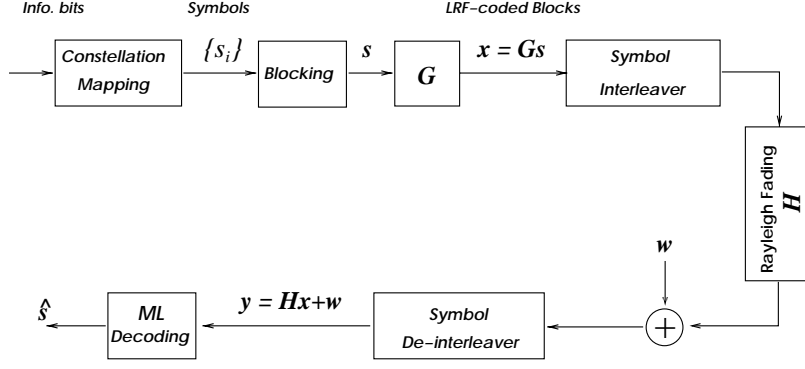 Info. bits
Symbols
LRF-coded Blocks
Constellation
Mapping
{s_i}
Blocking
s
G
x = Gs
Symbol
Interleaver
Rayleigh Fading
H
w
+
Symbol
De-interleaver
y = Hx+w
ML
Decoding
ŝ